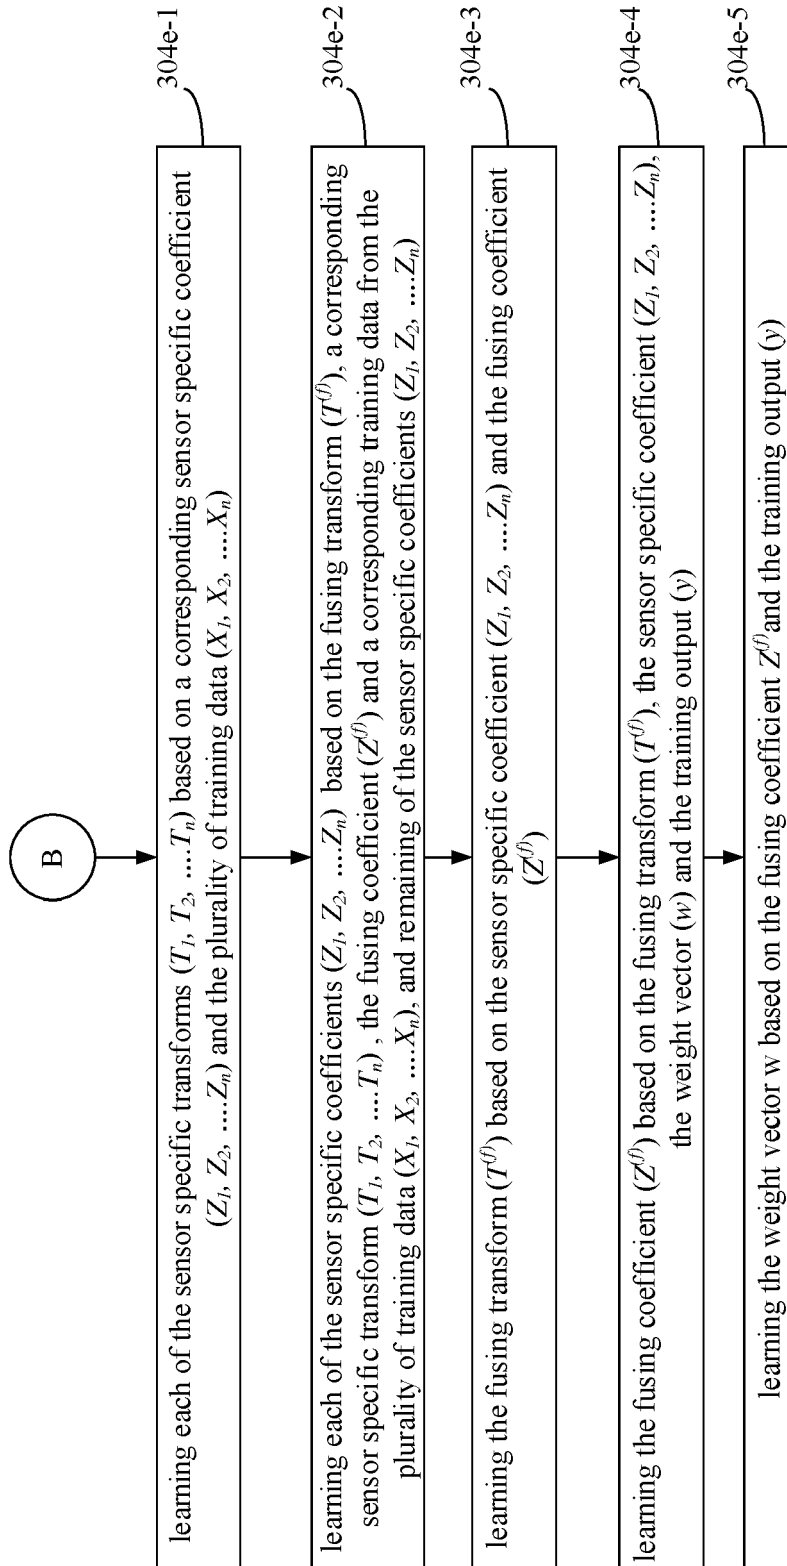 B
304e-1
learning each of the sensor specific transforms (T1, T2, ....Tn) based on a corresponding sensor specific coefficient
(Z1, Z2, ....Zn) and the plurality of training data (X1, X2, ....Xn)
304e-2
learning each of the sensor specific coefficients (Z1, Z2, ....Zn) based on the fusing transform (T(f)), a corresponding
sensor specific transform (T1, T2, ....Tn) , the fusing coefficient (Z(f)) and a corresponding training data from the
plurality of training data (X1, X2, ....Xn), and remaining of the sensor specific coefficients (Z1, Z2, ....Zn)
304e-3
learning the fusing transform (T(f)) based on the sensor specific coefficient (Z1, Z2, ....Zn) and the fusing coefficient
(Z(f))
304e-4
learning the fusing coefficient (Z(f)) based on the fusing transform (T(f)), the sensor specific coefficient (Z1, Z2, ....Zn),
the weight vector (w) and the training output (y)
304e-5
learning the weight vector w based on the fusing coefficient Z(f) and the training output (y)